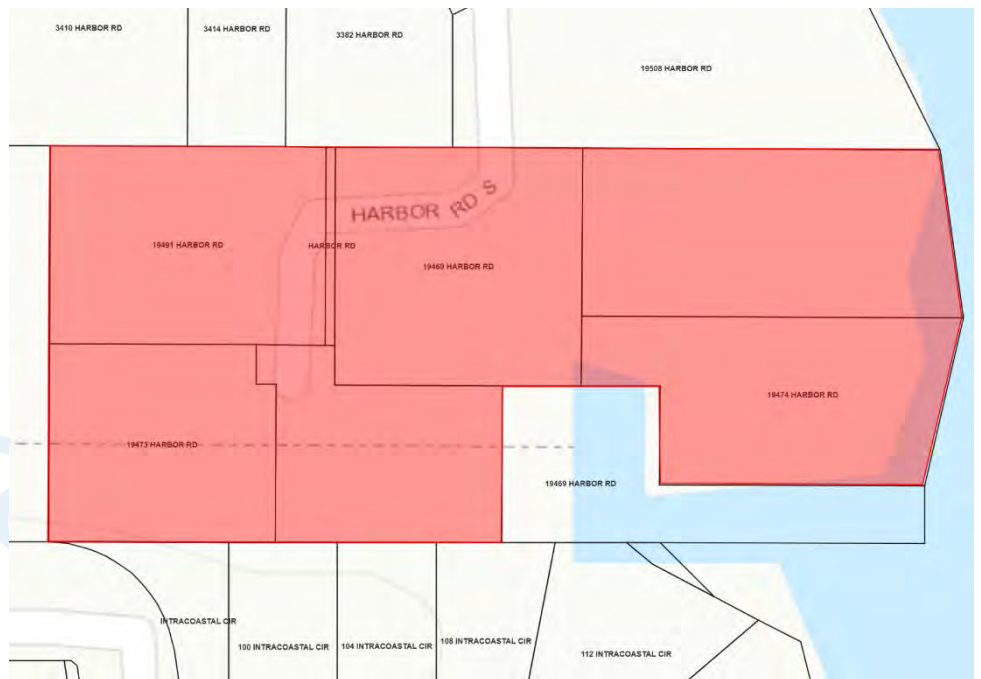 3410 HARBOR RD
3414 HARBOR RD
3382 HARBOR RD
19508 HARBOR RD
HARBOR RD S
19491 HARBOR RD
HARBOR RD
19469 HARBOR RD
19474 HARBOR RD
19473 HARBOR RD
19469 HARBOR RD
INTRACOASTAL CIR
100 INTRACOASTAL CIR
104 INTRACOASTAL CIR
108 INTRACOASTAL CIR
112 INTRACOASTAL CIR